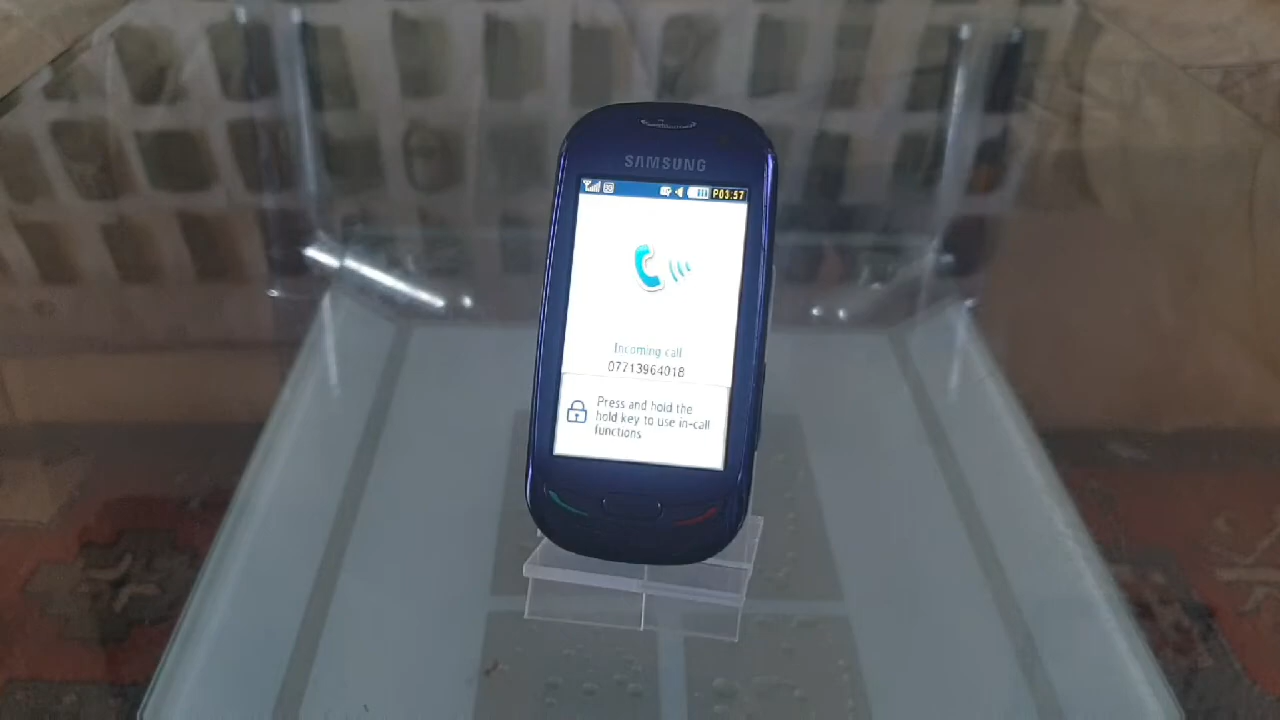 SAMSUNG
P03:57
Incoming call
07713964018
Press and hold the
hold key to use in-call
functions